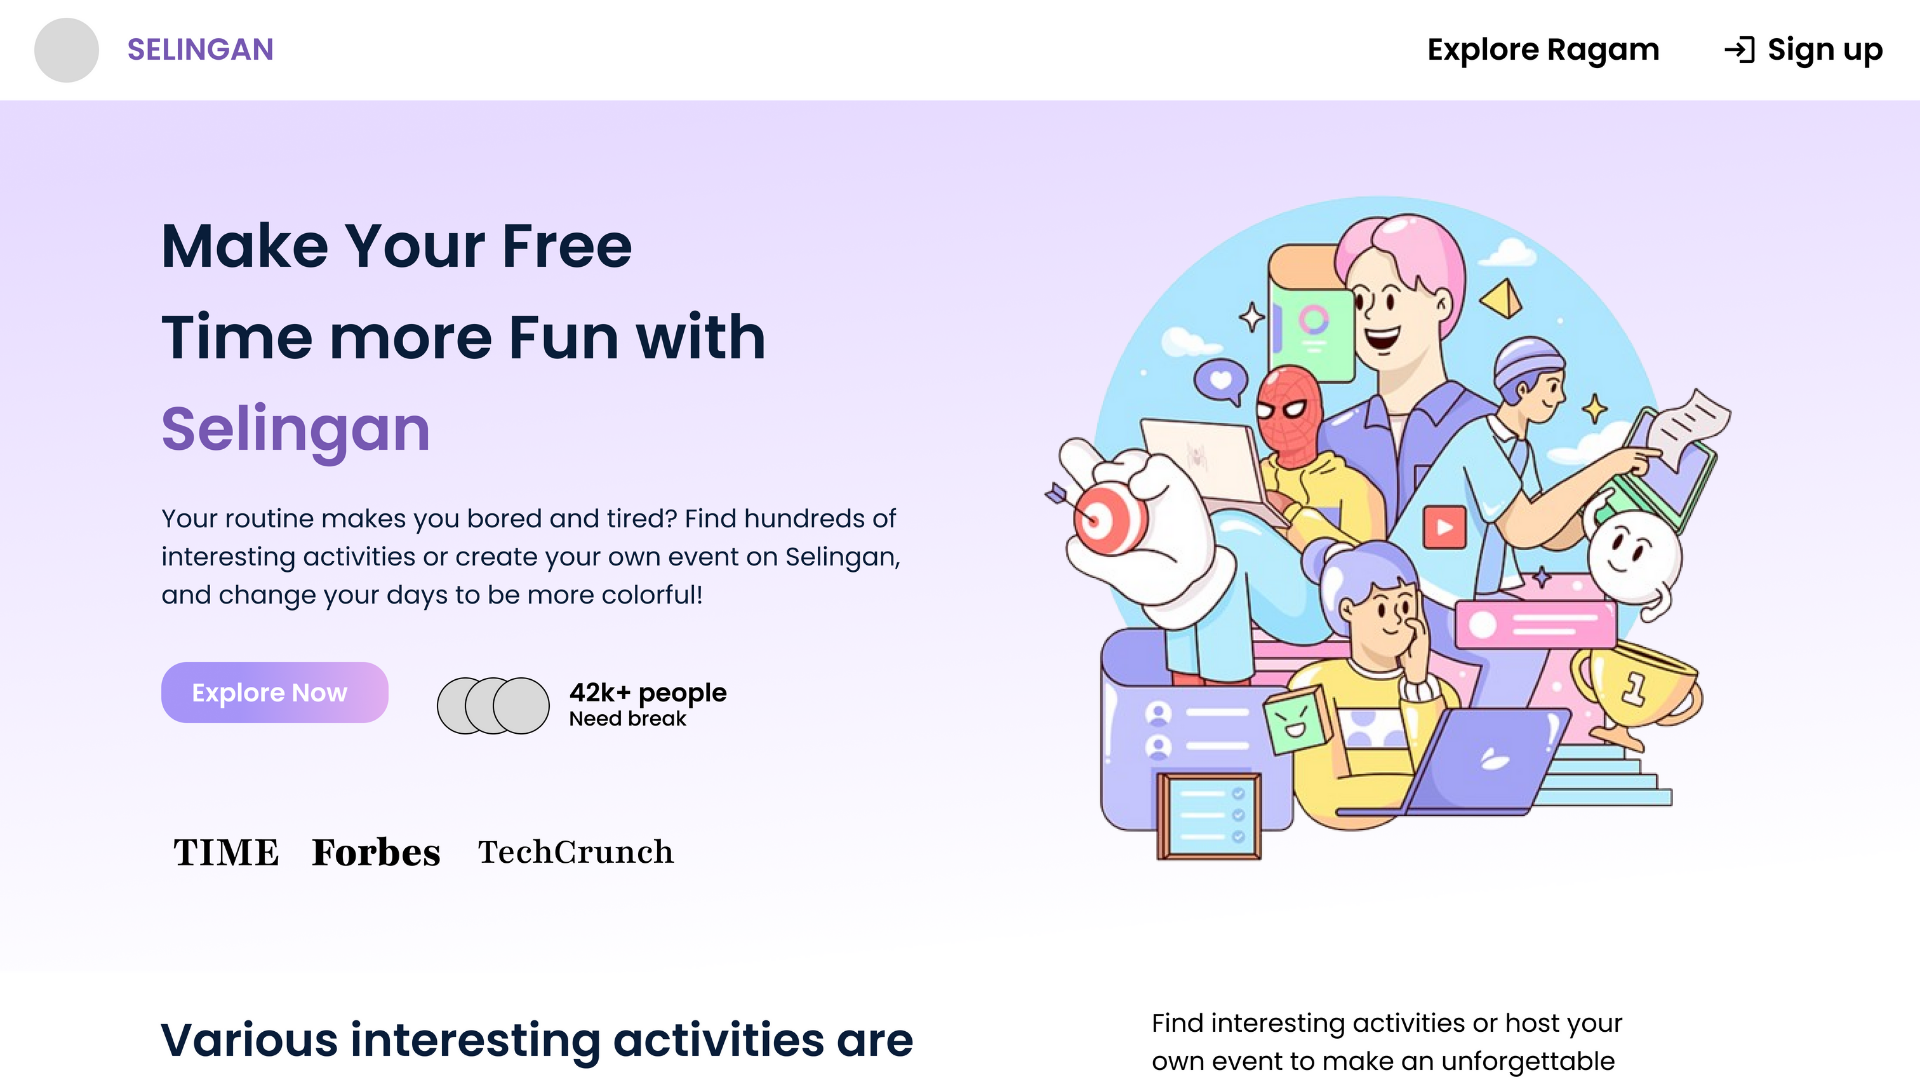 SELINGAN
Explore Ragam
Sign up
Make Your Free
Time more Fun with
Selingan
Your routine makes you bored and tired? Find hundreds of
interesting activities or create your own event on Selingan,
and change your days to be more colorful!
Explore Now
42k+ people
Need break
TIME Forbes TechCrunch
1
Various interesting activities are
Find interesting activities or host your
own event to make an unforgettable